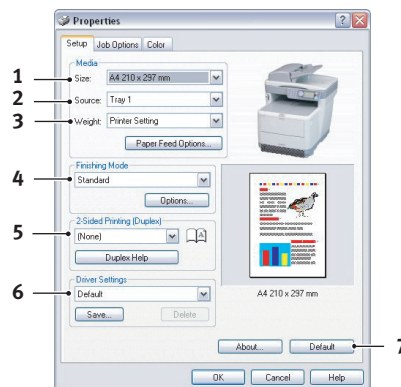 Properties
Setup Job Options Color
Media
1 Size: A4 210 x 297 mm
2 Source: Tray 1
3 Weight: Printer Setting
Paper Feed Options...
Finishing Mode
4 Standard
Options...
2-Sided Printing (Duplex)
5 (None)
Duplex Help
Driver Settings
6 Default
A4 210 x 297 mm
Save... Delete
About... Default 7
OK Cancel Help